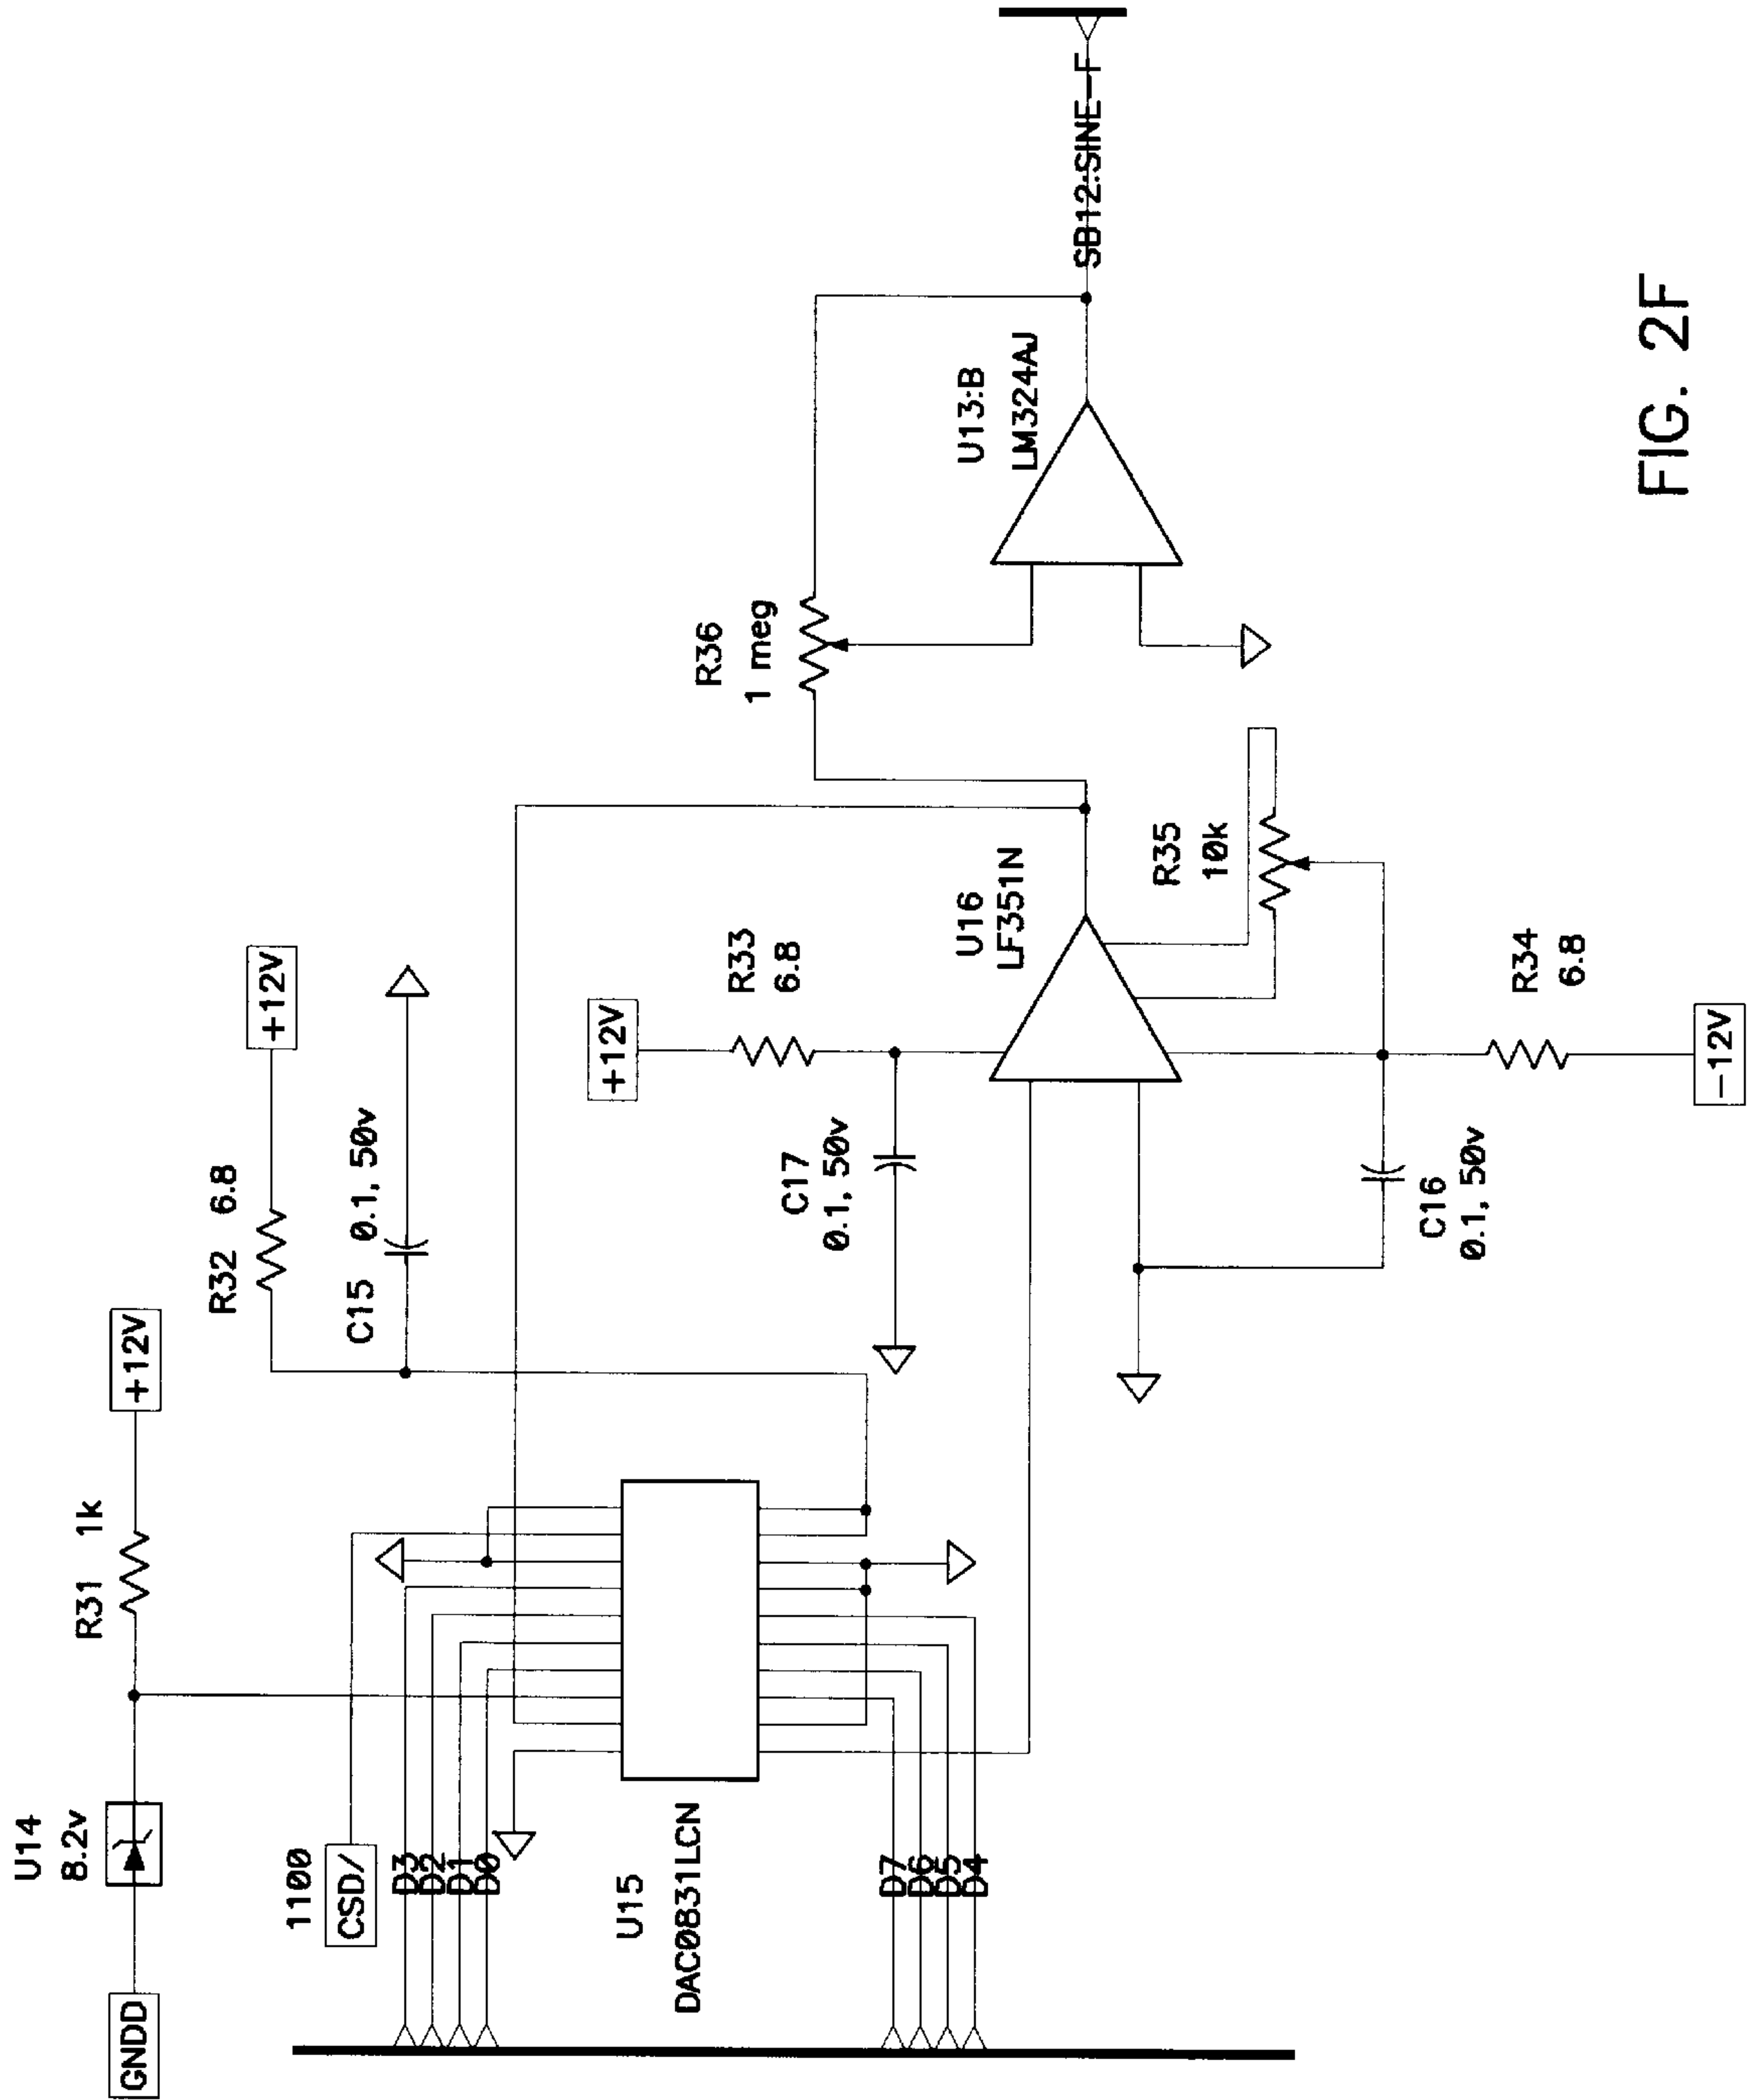 GNDD
U14
8.2v
R31 1k
+12V
R32 6.8
+12V
1100
CSD/
C15 0.1, 50v
D3
D2
D1
D0
U15
DAC0831LCN
D7
D6
D5
D4
+12V
R33
6.8
C17
0.1, 50v
U16
LF351N
R35
10k
C16
0.1, 50v
R34
6.8
-12V
R36
1 meg
U13:B
LM324AJ
SB12:SINE-F
FIG. 2F